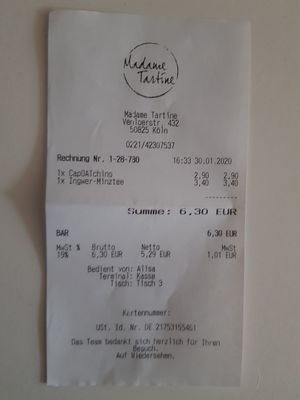 Madame
Tartine
Madame Tartine
Venloerstr. 432
50825 Köln
0221/42307537
Rechnung Nr. 1-28-730 16:33 30.01.2020
1x CapOATchino 2,90 2,90
1x Ingwer-Minztee 3,40 3,40
Summe: 6,30 EUR
BAR 6,30 EUR
MwSt % Brutto Netto MwSt
19% 6,30 EUR 5,29 EUR 1,01 EUR
Bedient von: Alisa
Terminal: Kasse
Tisch: Tisch 3
Kartennummer:
USt. Id. Nr. DE 21753155461
Das Team bedankt sich herzlich für Ihren
Besuch.
Auf Wiedersehen.